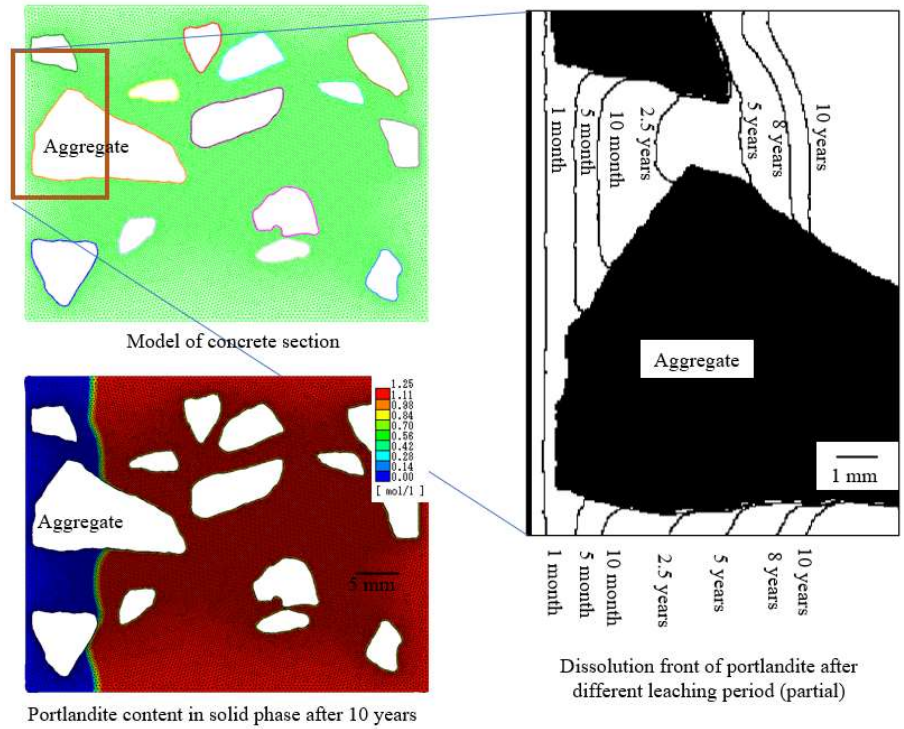 Aggregate
Model of concrete section
1.25
1.11
0.98
0.84
0.70
0.56
0.42
0.28
0.14
0.00
[ mol/l ]
Aggregate
5 mm
Portlandite content in solid phase after 10 years
1 month
5 month
10 month
2.5 years
5 years
8 years
10 years
Aggregate
1 mm
1 month
5 month
10 month
2.5 years
5 years
8 years
10 years
Dissolution front of portlandite after
different leaching period (partial)